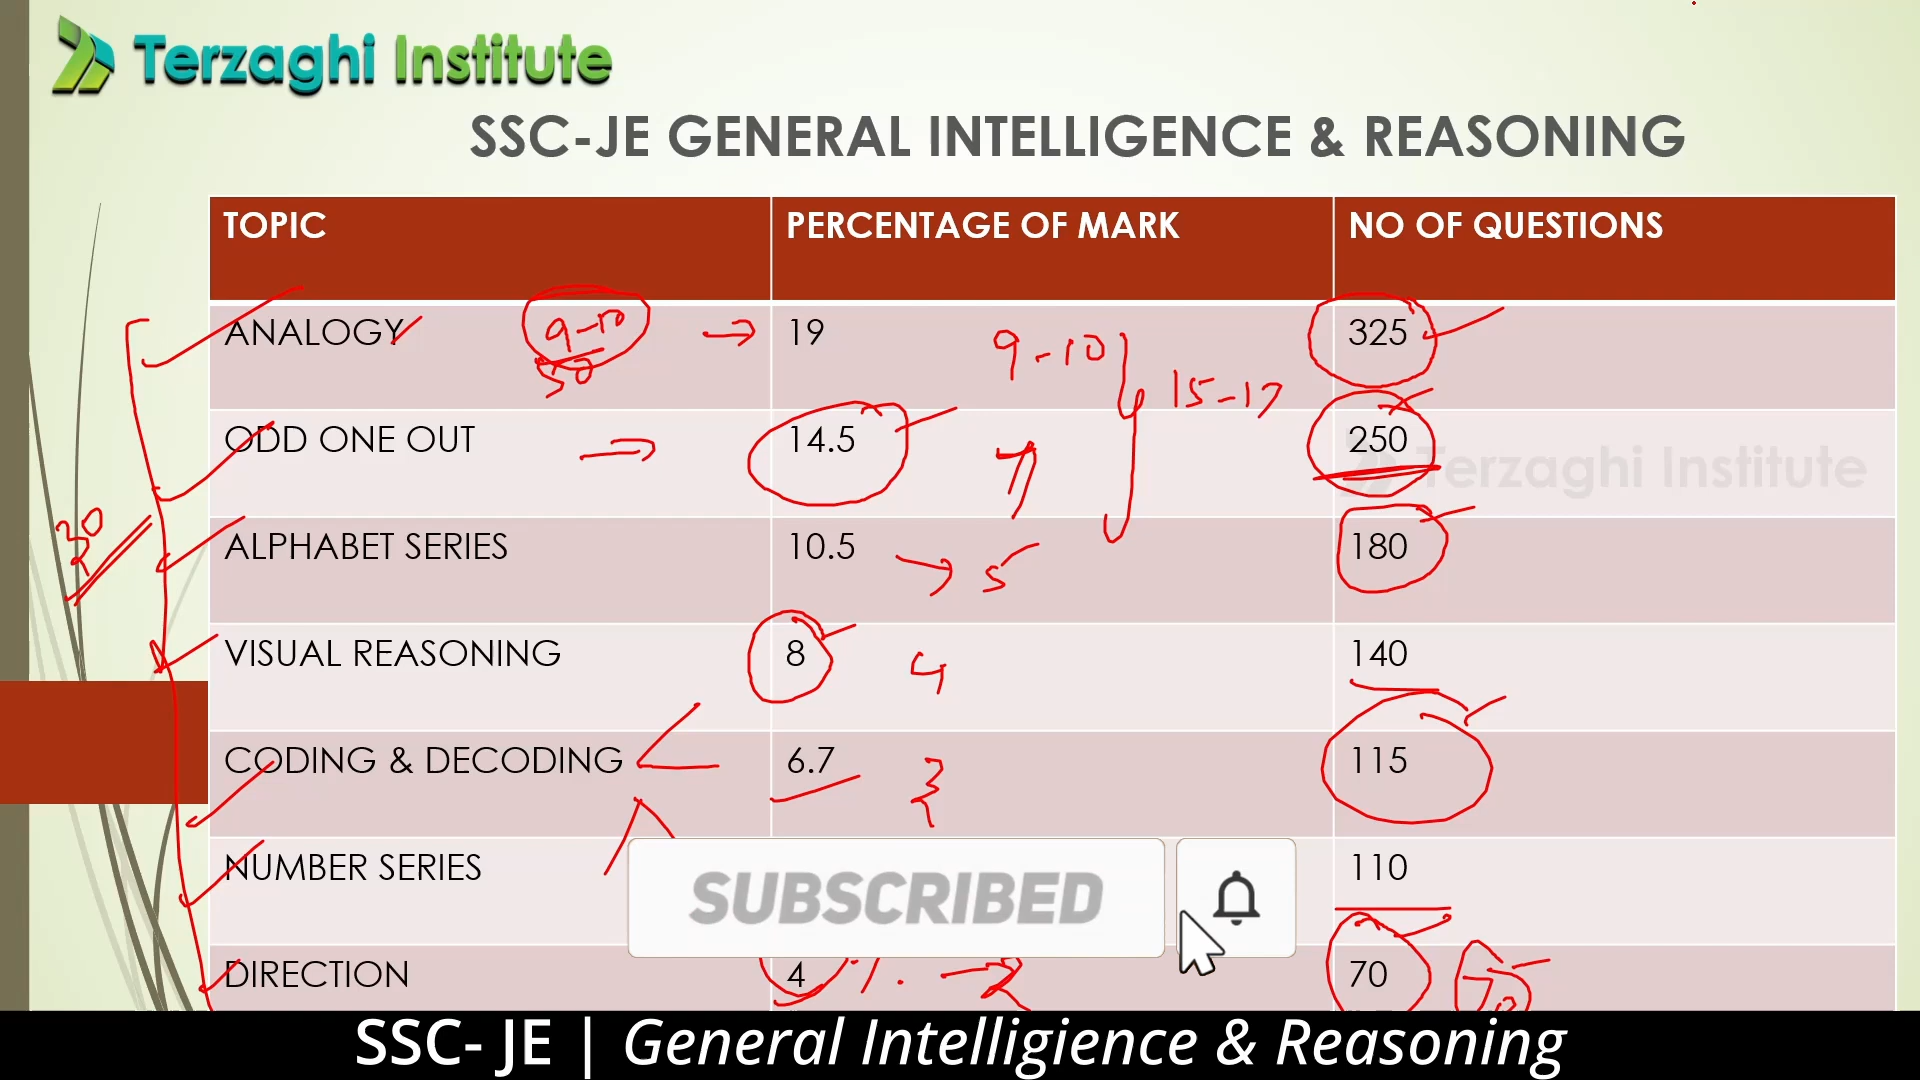 Terzaghi Institute
SSC-JE GENERAL INTELLIGENCE & REASONING
TOPIC PERCENTAGE OF MARK NO OF QUESTIONS
ANALOGY 9-10 → 19 9-10 325
50
15-17
ODD ONE OUT → 14.5 250
Terzaghi Institute
30
ALPHABET SERIES 10.5 → 5 180
VISUAL REASONING 8 4 140
CODING & DECODING 6.7 3 115
NUMBER SERIES 110
SUBSCRIBED
DIRECTION 4 %. → 2 70
SSC- JE | General Intelligience & Reasoning